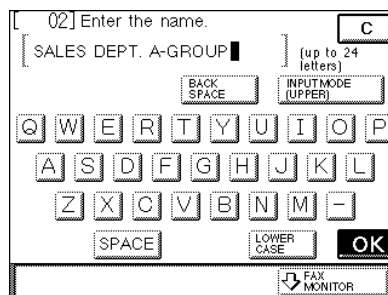 [ 02] Enter the name.
C
[ SALES DEPT. A-GROUP ] (up to 24
letters)
BACK
SPACE
INPUT MODE
(UPPER)
Q W E R T Y U I O P
A S D F G H J K L
Z X C V B N M -
SPACE
LOWER
CASE
OK
FAX
MONITOR